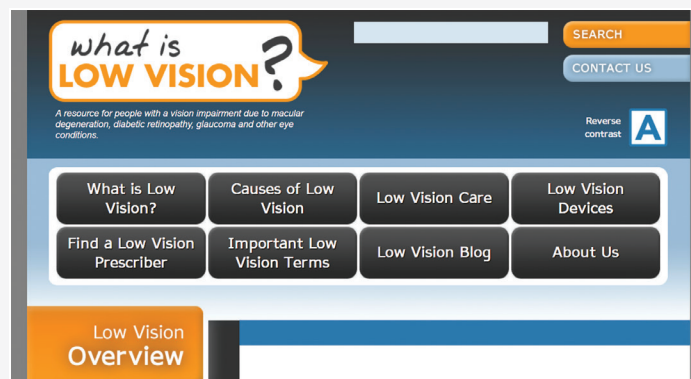 what is
LOW VISION?
SEARCH
CONTACT US
A resource for people with a vision impairment due to macular
degeneration, diabetic retinopathy, glaucoma and other eye
conditions.
Reverse
contrast
A
What is Low
Vision?
Causes of Low
Vision
Low Vision Care
Low Vision
Devices
Find a Low Vision
Prescriber
Important Low
Vision Terms
Low Vision Blog
About Us
Low Vision
Overview